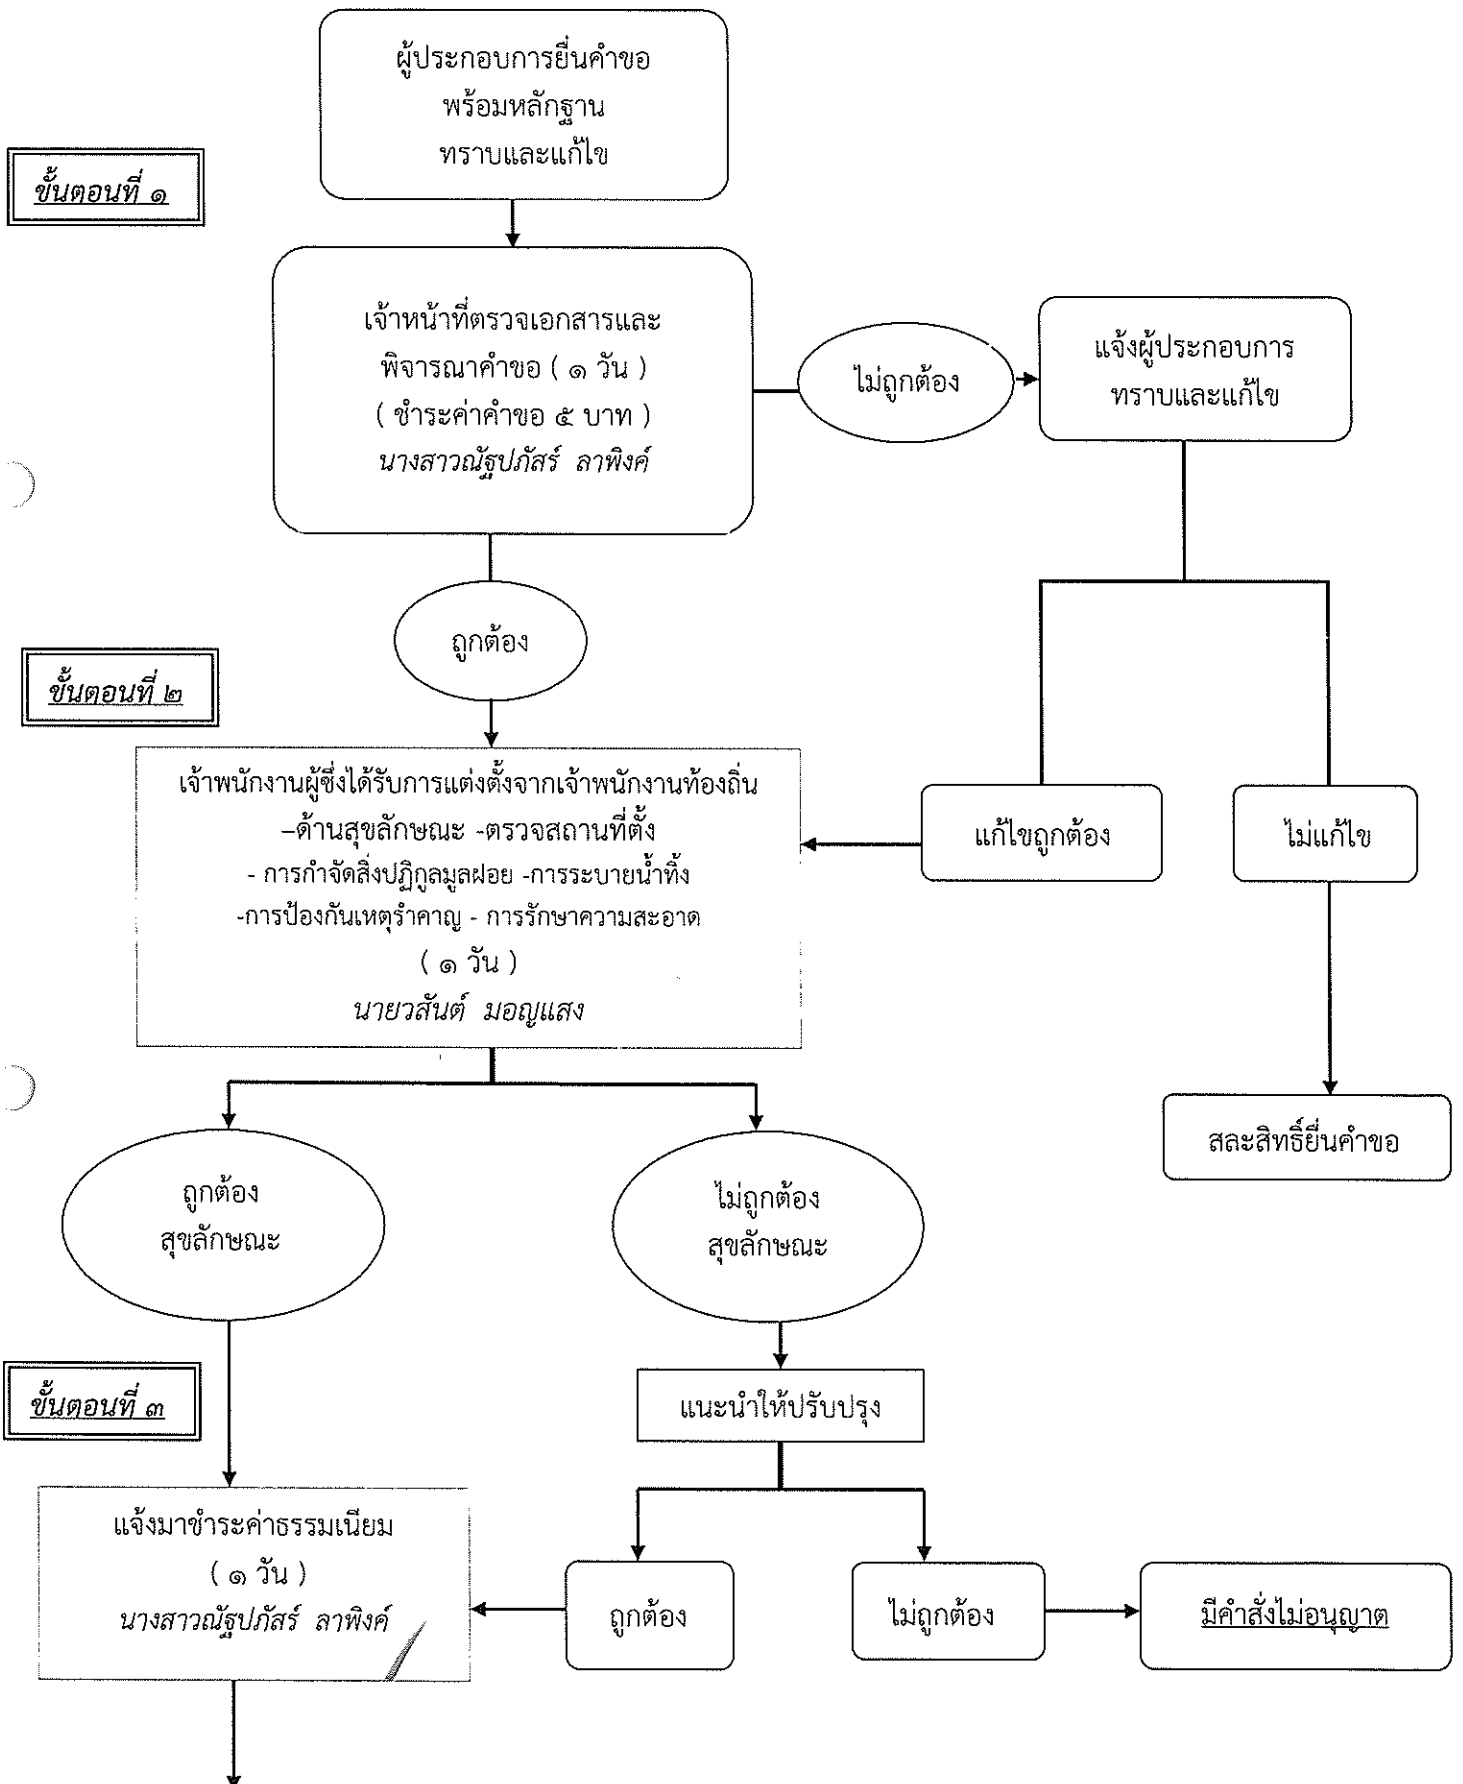 ผู้ประกอบการยื่นคำขอ
พร้อมหลักฐาน
ทราบและแก้ไข
ขั้นตอนที่ ๑
เจ้าหน้าที่ตรวจเอกสารและ
พิจารณาคำขอ ( ๑ วัน )
( ชำระค่าคำขอ ๕ บาท )
นางสาวณัฐปภัสร์ ลาพิงค์
ไม่ถูกต้อง
แจ้งผู้ประกอบการ
ทราบและแก้ไข
ถูกต้อง
ขั้นตอนที่ ๒
เจ้าพนักงานผู้ซึ่งได้รับการแต่งตั้งจากเจ้าพนักงานท้องถิ่น
–ด้านสุขลักษณะ -ตรวจสถานที่ตั้ง
- การกำจัดสิ่งปฏิกูลมูลฝอย -การระบายน้ำทิ้ง
-การป้องกันเหตุรำคาญ - การรักษาความสะอาด
( ๑ วัน )
นายวสันต์ มอญแสง
แก้ไขถูกต้อง
ไม่แก้ไข
สละสิทธิ์ยื่นคำขอ
ถูกต้อง
สุขลักษณะ
ไม่ถูกต้อง
สุขลักษณะ
ขั้นตอนที่ ๓
แนะนำให้ปรับปรุง
แจ้งมาชำระค่าธรรมเนียม
( ๑ วัน )
นางสาวณัฐปภัสร์ ลาพิงค์
ถูกต้อง
ไม่ถูกต้อง
มีคำสั่งไม่อนุญาต